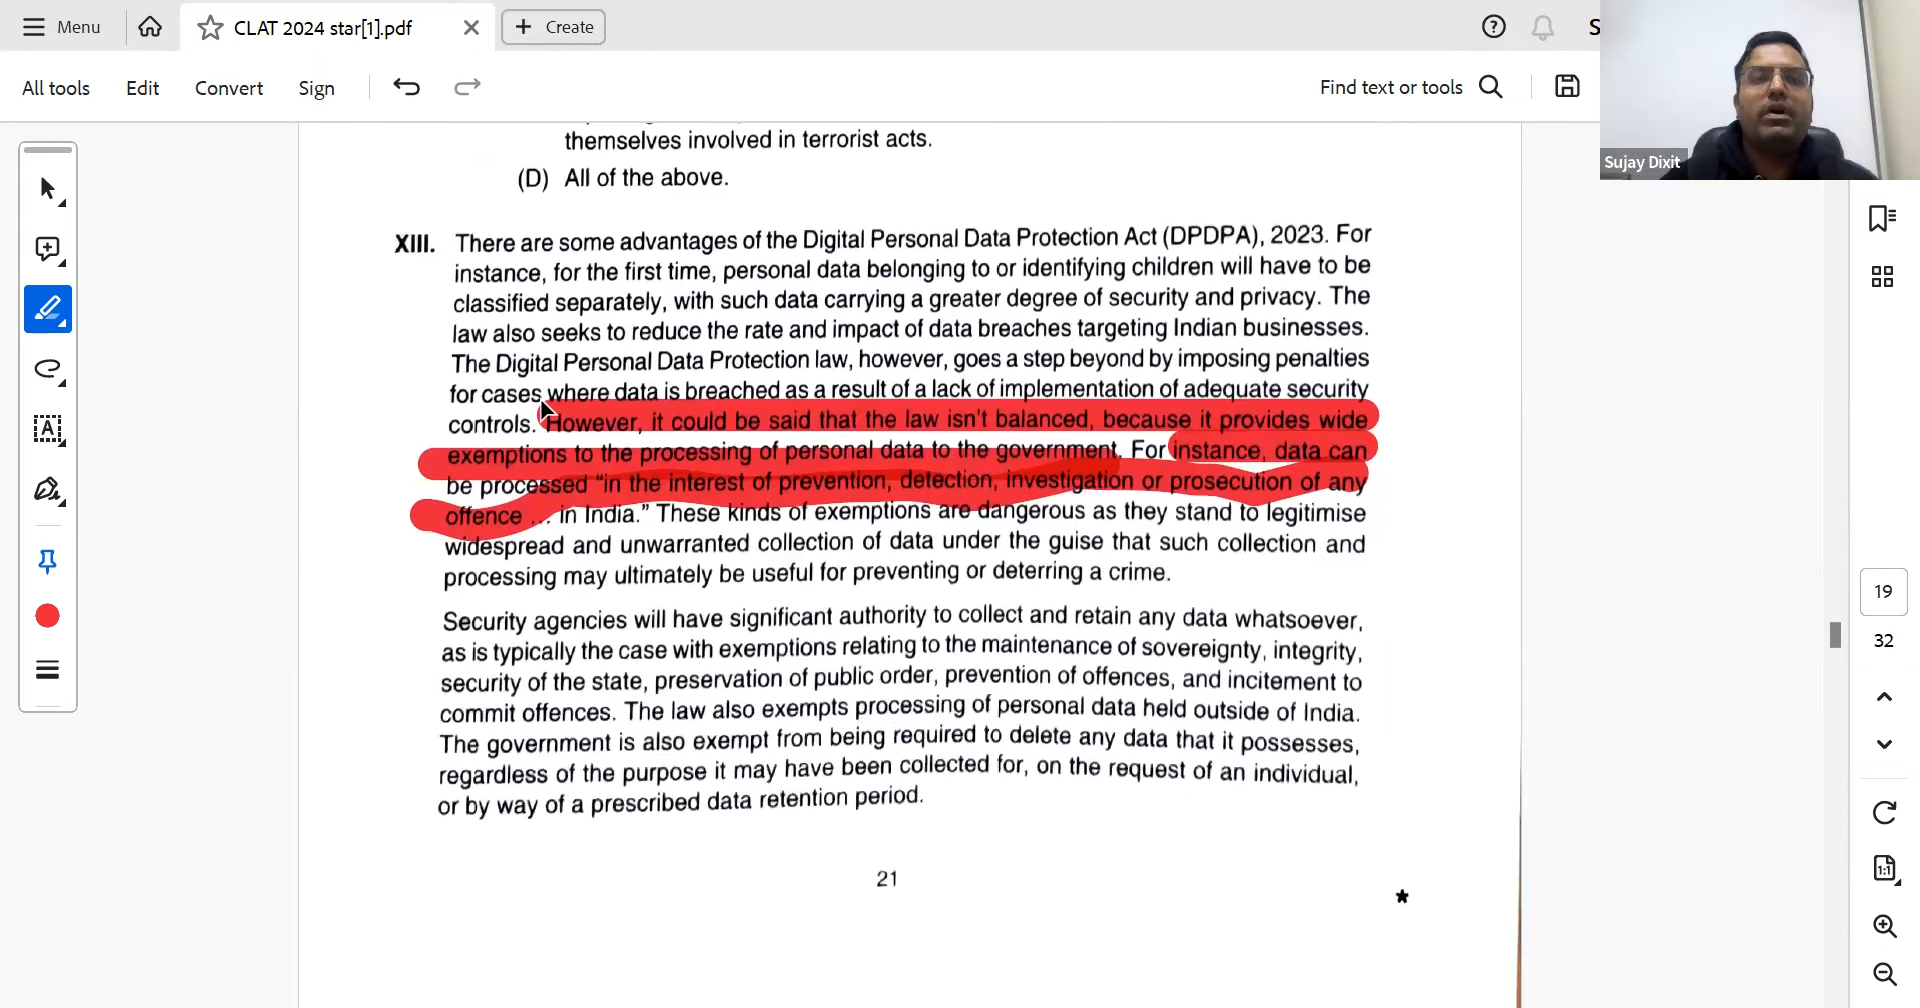 Menu
CLAT 2024 star[1].pdf
Create
S
All tools
Edit
Convert
Sign
Find text or tools
Sujay Dixit
themselves involved in terrorist acts.
(D) All of the above.
XIII. There are some advantages of the Digital Personal Data Protection Act (DPDPA), 2023. For
instance, for the first time, personal data belonging to or identifying children will have to be
classified separately, with such data carrying a greater degree of security and privacy. The
law also seeks to reduce the rate and impact of data breaches targeting Indian businesses.
The Digital Personal Data Protection law, however, goes a step beyond by imposing penalties
for cases where data is breached as a result of a lack of implementation of adequate security
controls. However, it could be said that the law isn't balanced, because it provides wide
exemptions to the processing of personal data to the government. For instance, data can
be processed “in the interest of prevention, detection, investigation or prosecution of any
offence ... in India.” These kinds of exemptions are dangerous as they stand to legitimise
widespread and unwarranted collection of data under the guise that such collection and
processing may ultimately be useful for preventing or deterring a crime.
Security agencies will have significant authority to collect and retain any data whatsoever,
as is typically the case with exemptions relating to the maintenance of sovereignty, integrity,
security of the state, preservation of public order, prevention of offences, and incitement to
commit offences. The law also exempts processing of personal data held outside of India.
The government is also exempt from being required to delete any data that it possesses,
regardless of the purpose it may have been collected for, on the request of an individual,
or by way of a prescribed data retention period.
21
*
19
32
1:1